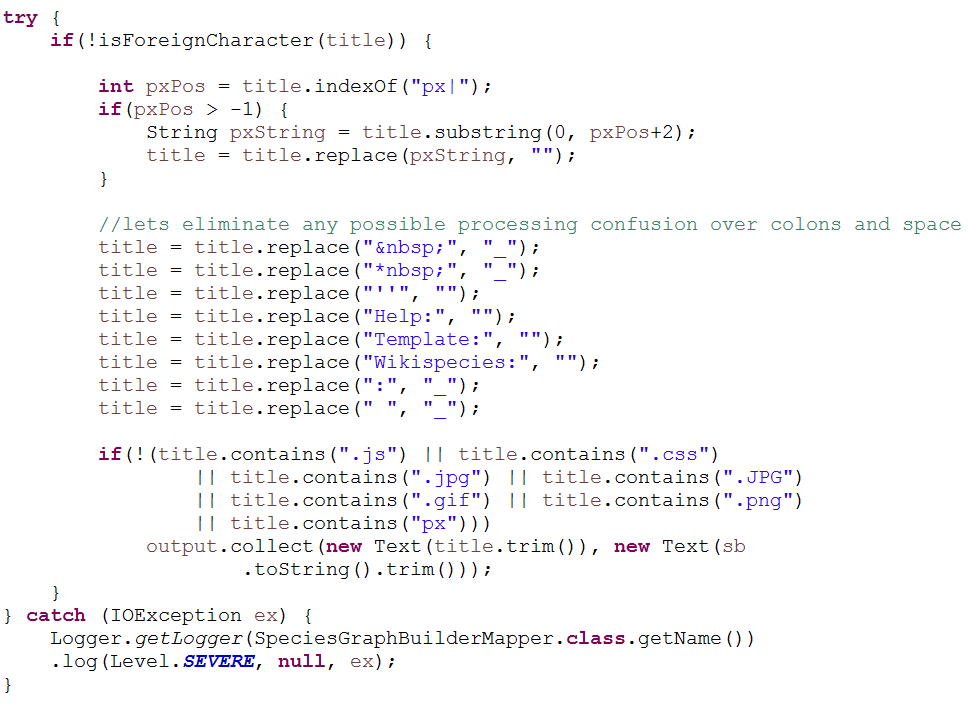 try {
    if(!isForeignCharacter(title)) {
        int pxPos = title.indexOf("px|");
        if(pxPos > -1) {
            String pxString = title.substring(0, pxPos+2);
            title = title.replace(pxString, "");
        }
        //lets eliminate any possible processing confusion over colons and space
        title = title.replace("&nbsp;", "_");
        title = title.replace("*nbsp;", "_");
        title = title.replace("''", "");
        title = title.replace("Help:", "");
        title = title.replace("Template:", "");
        title = title.replace("Wikispecies:", "");
        title = title.replace(":", "_");
        title = title.replace(" ", "_");
        if(!(title.contains(".js") || title.contains(".css")
                || title.contains(".jpg") || title.contains(".JPG")
                || title.contains(".gif") || title.contains(".png")
                || title.contains("px")))
            output.collect(new Text(title.trim()), new Text(sb
                    .toString().trim()));
    }
} catch (IOException ex) {
    Logger.getLogger(SpeciesGraphBuilderMapper.class.getName())
    .log(Level.SEVERE, null, ex);
}